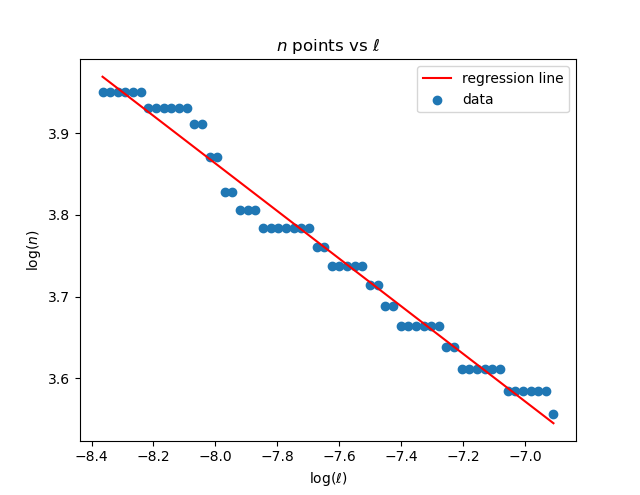 n points vs ℓ
regression line
data
log(n)
3.9
3.8
3.7
3.6
−8.4 −8.2 −8.0 −7.8 −7.6 −7.4 −7.2 −7.0
log(ℓ)